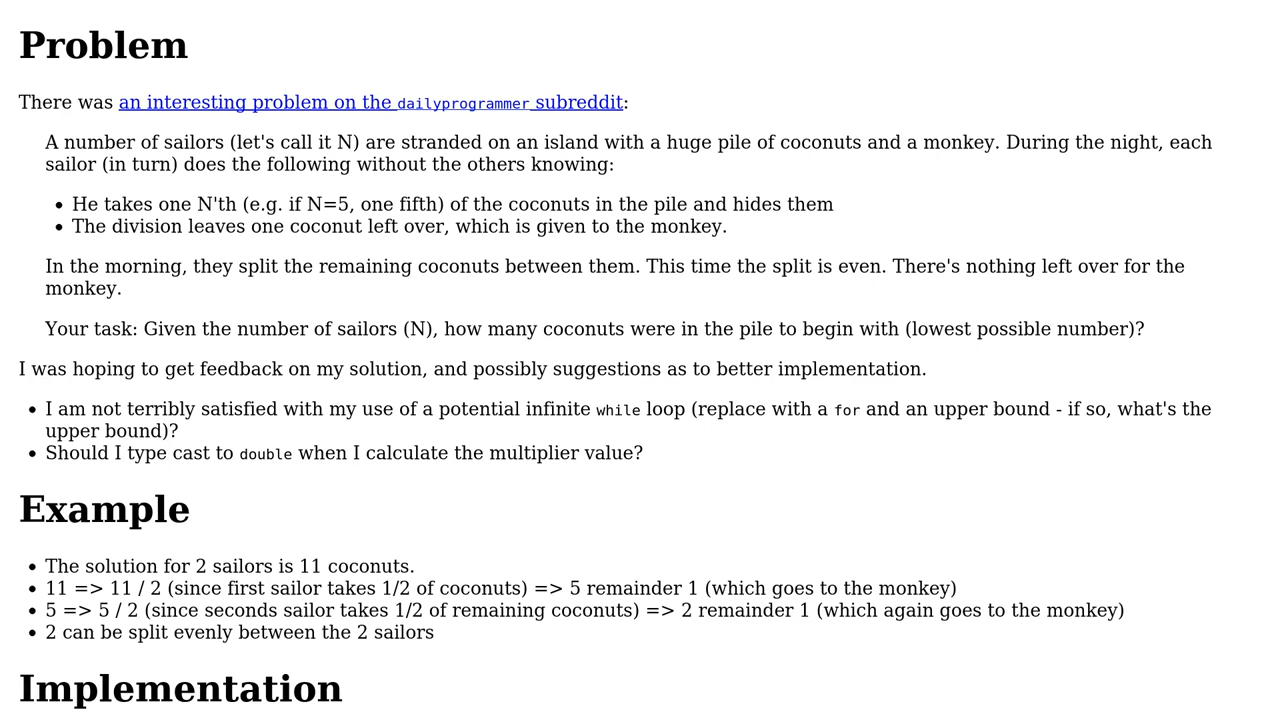 Problem
There was an interesting problem on the dailyprogrammer subreddit:
A number of sailors (let's call it N) are stranded on an island with a huge pile of coconuts and a monkey. During the night, each
sailor (in turn) does the following without the others knowing:
• He takes one N'th (e.g. if N=5, one fifth) of the coconuts in the pile and hides them
• The division leaves one coconut left over, which is given to the monkey.
In the morning, they split the remaining coconuts between them. This time the split is even. There's nothing left over for the
monkey.
Your task: Given the number of sailors (N), how many coconuts were in the pile to begin with (lowest possible number)?
I was hoping to get feedback on my solution, and possibly suggestions as to better implementation.
• I am not terribly satisfied with my use of a potential infinite while loop (replace with a for and an upper bound - if so, what's the
upper bound)?
• Should I type cast to double when I calculate the multiplier value?
Example
• The solution for 2 sailors is 11 coconuts.
• 11 => 11 / 2 (since first sailor takes 1/2 of coconuts) => 5 remainder 1 (which goes to the monkey)
• 5 => 5 / 2 (since seconds sailor takes 1/2 of remaining coconuts) => 2 remainder 1 (which again goes to the monkey)
• 2 can be split evenly between the 2 sailors
Implementation